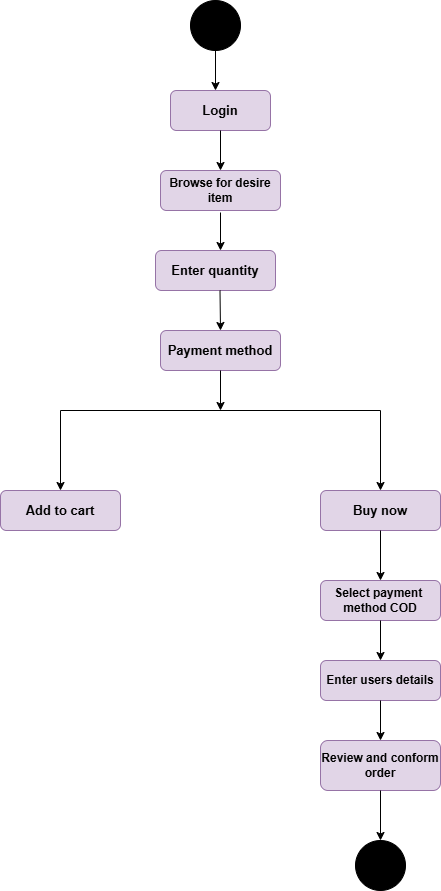 Login
Browse for desire
item
Enter quantity
Payment method
Add to cart
Buy now
Select payment
method COD
Enter users details
Review and conform
order